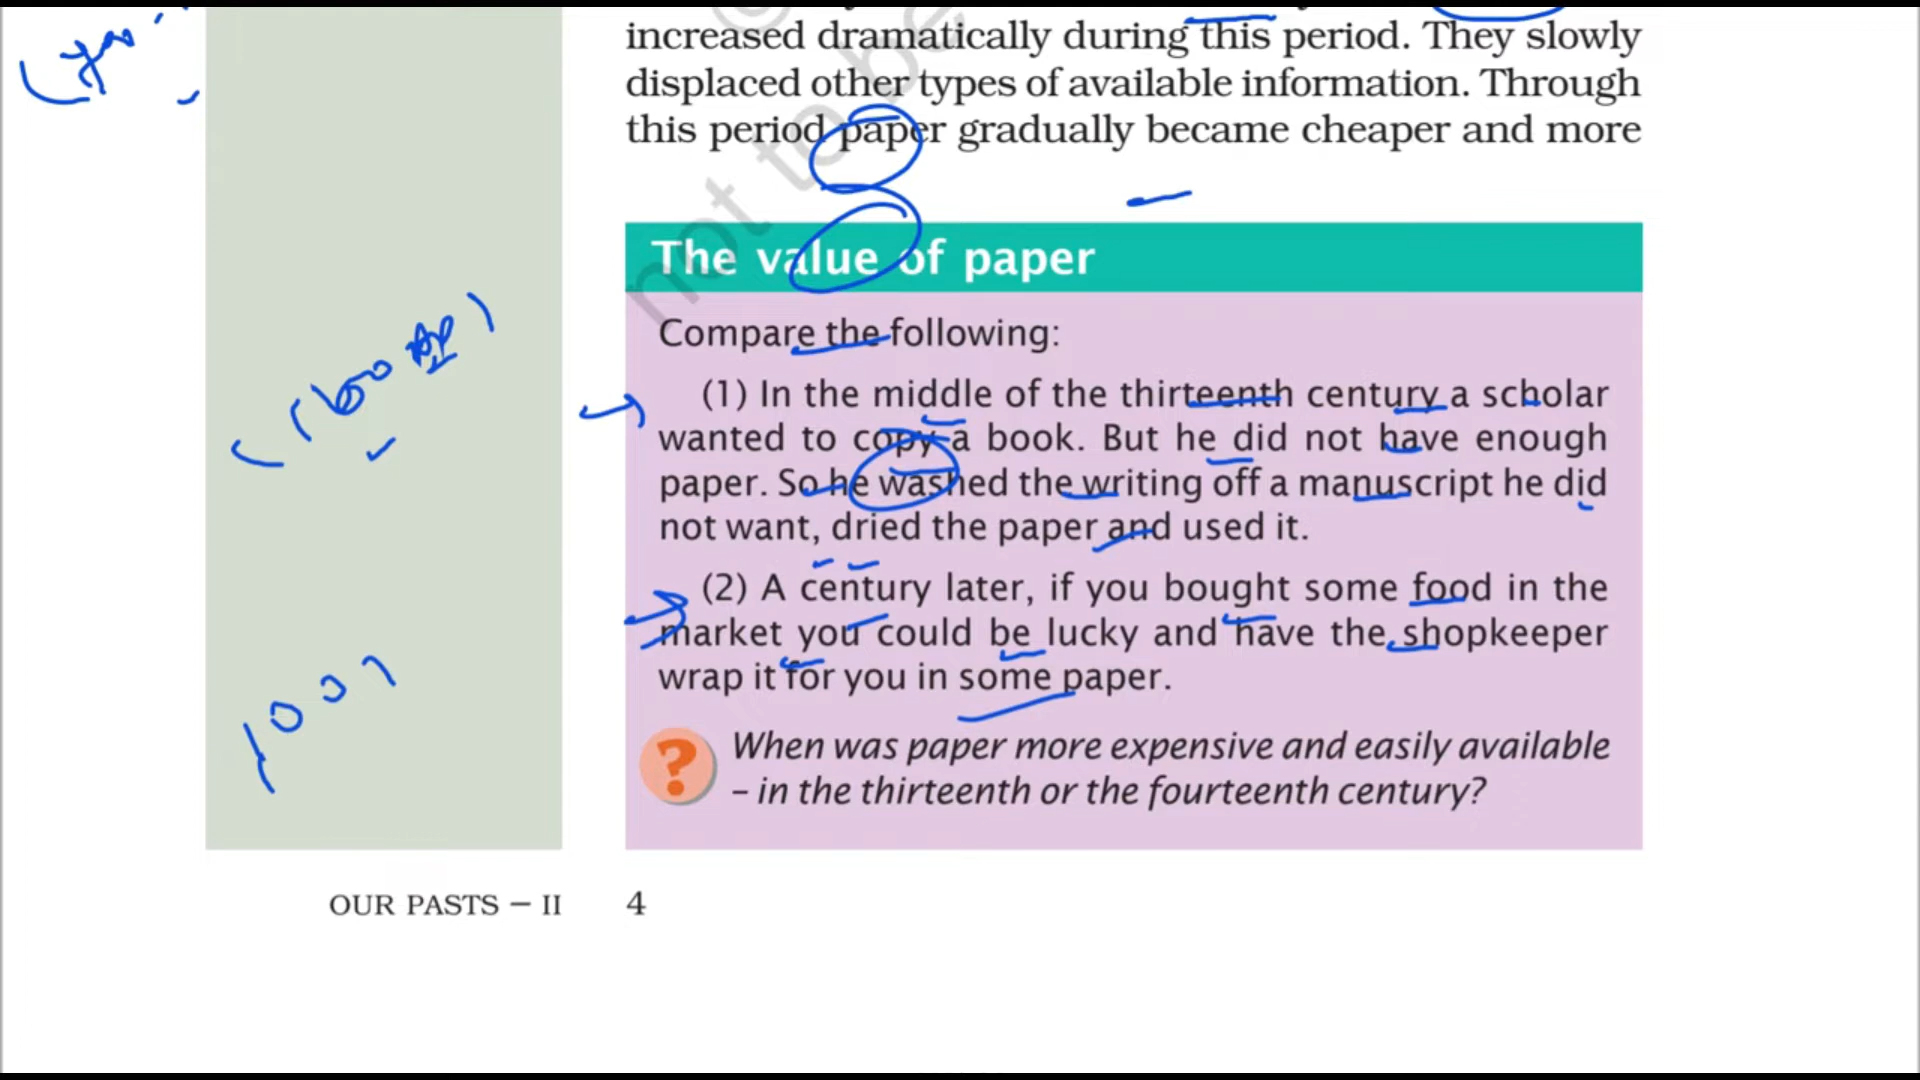 increased dramatically during this period. They slowly
displaced other types of available information. Through
this period paper gradually became cheaper and more
not to be
The value of paper
Compare the following:
(1) In the middle of the thirteenth century a scholar
wanted to copy a book. But he did not have enough
paper. So he washed the writing off a manuscript he did
not want, dried the paper and used it.
(2) A century later, if you bought some food in the
market you could be lucky and have the shopkeeper
wrap it for you in some paper.
When was paper more expensive and easily available
– in the thirteenth or the fourteenth century?
OUR PASTS – II 4